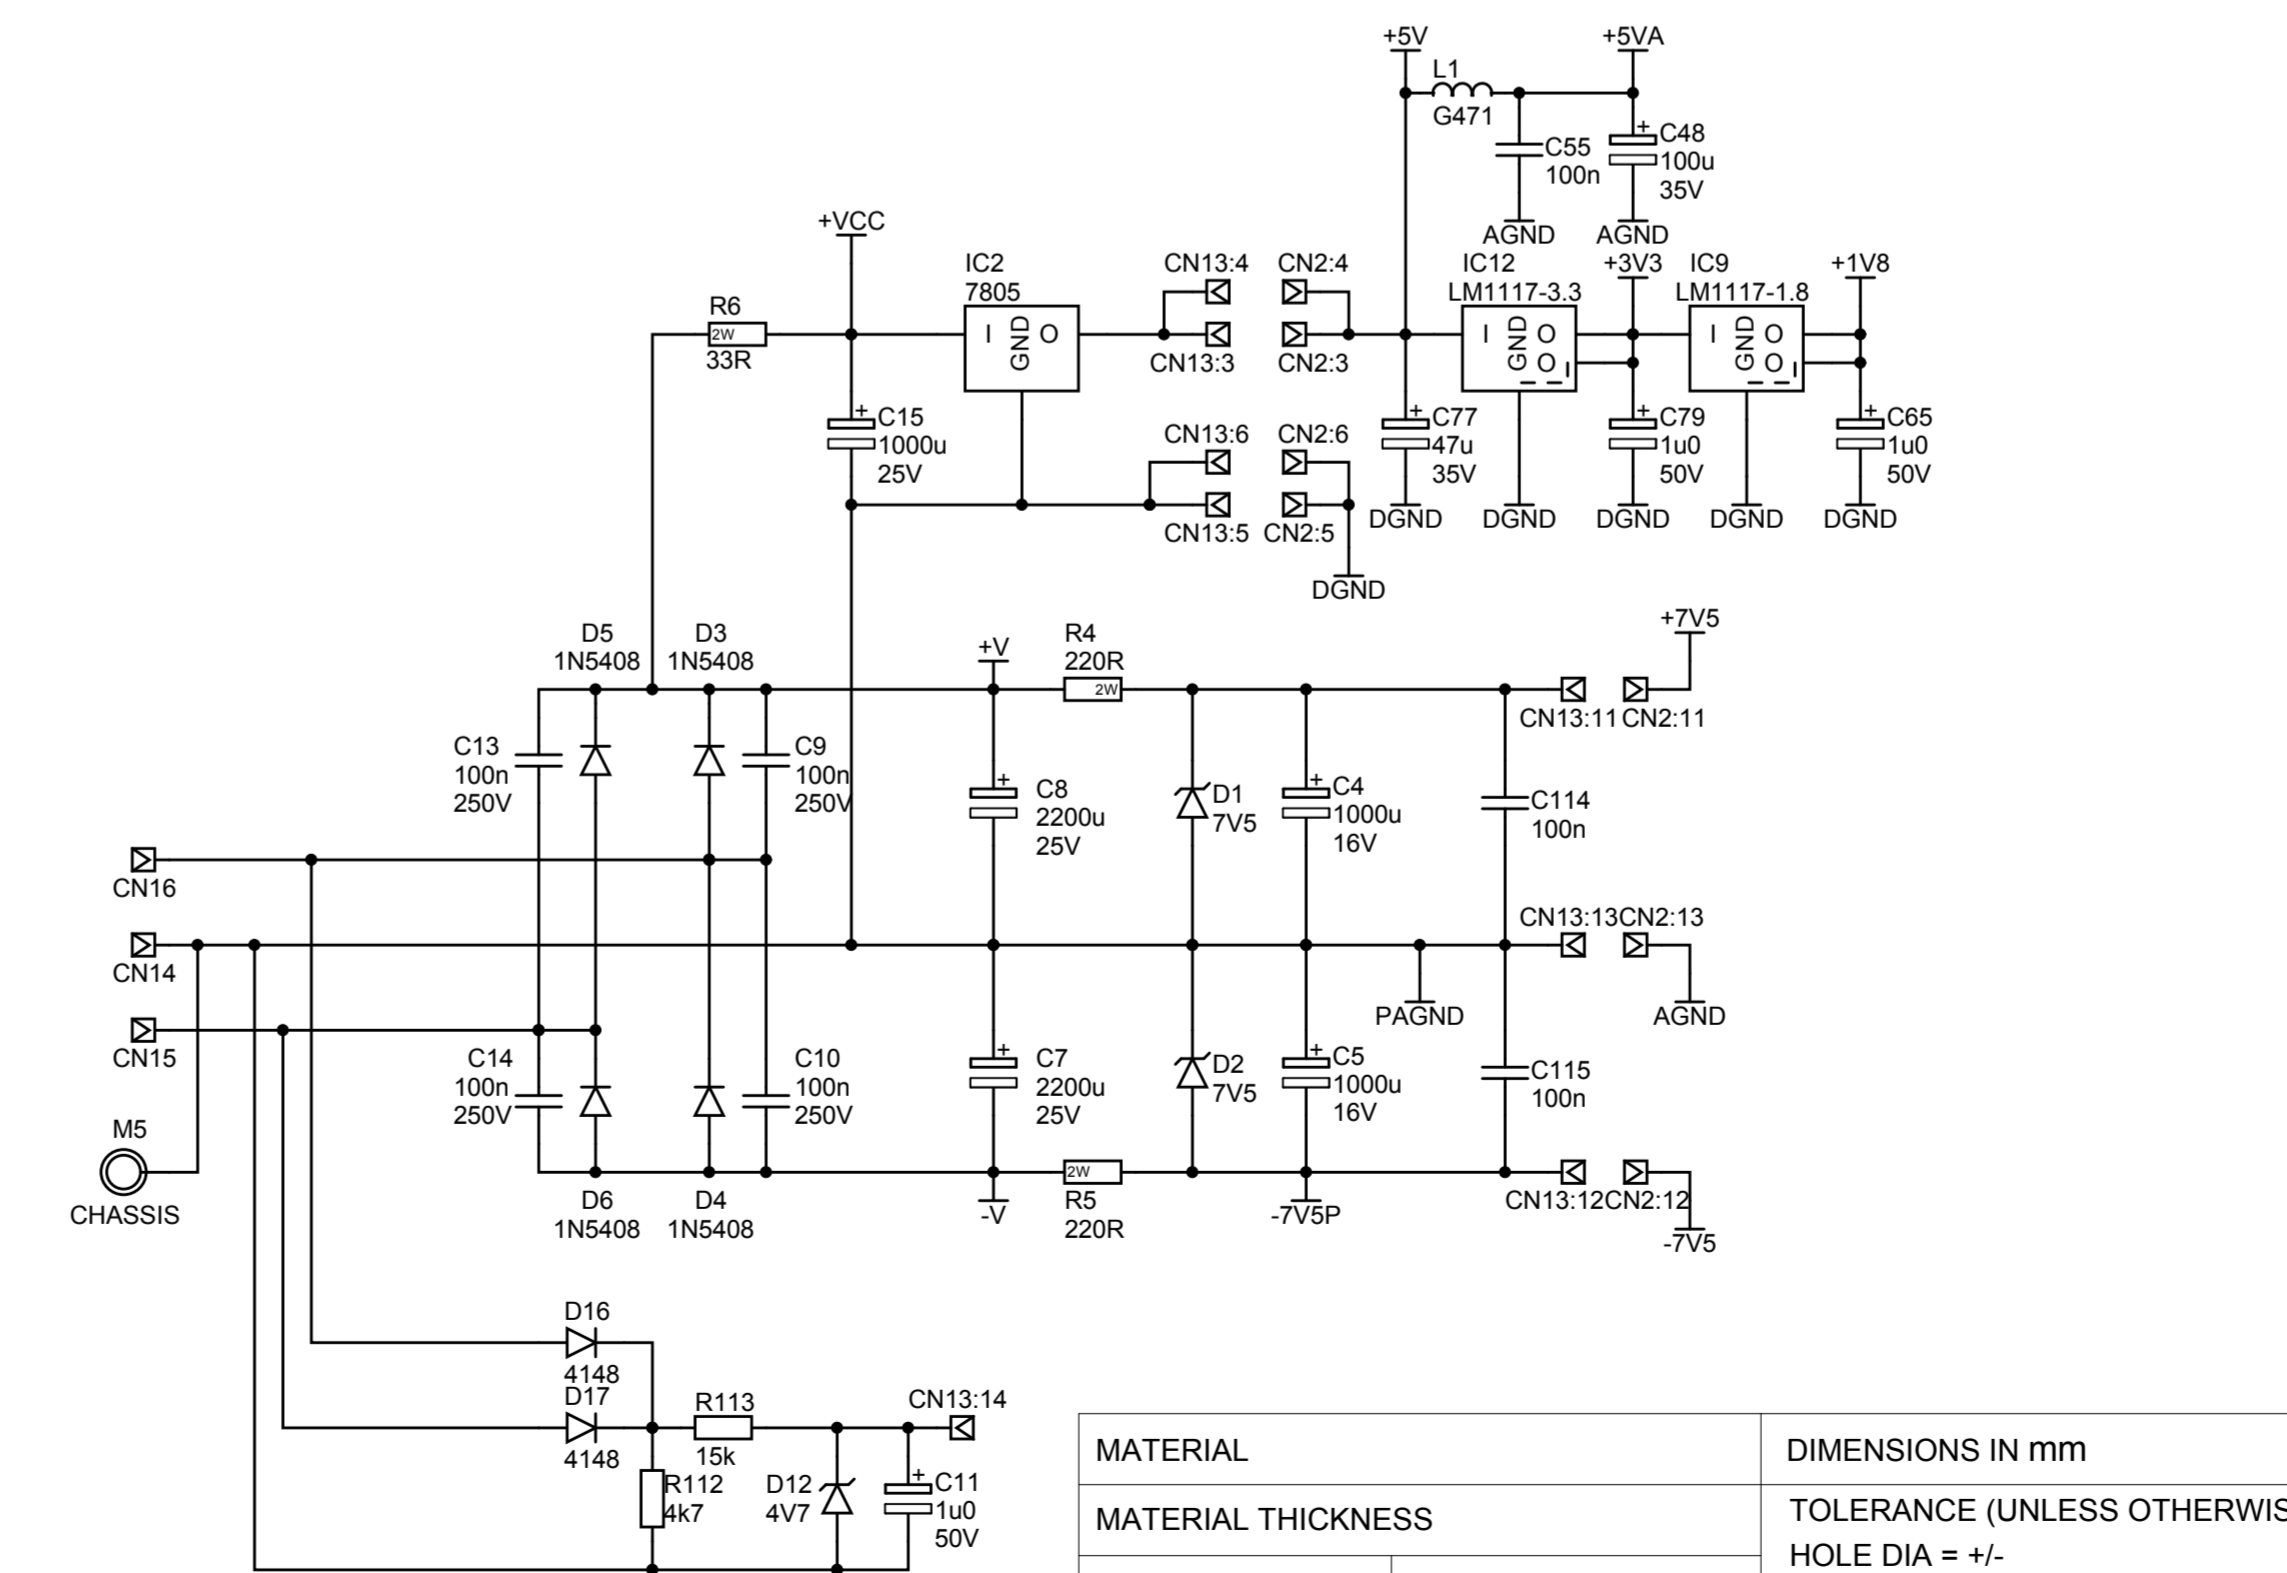 +5V
+5VA
L1
G471
C55
100n
+
C48
100u
35V
AGND
AGND
+VCC
IC2
7805
CN13:4
CN2:4
IC12
LM1117-3.3
+3V3
IC9
LM1117-1.8
+1V8
R6
2W
33R
I
GND
O
CN13:3
CN2:3
I
GND
O
O
I
GND
O
O
+
C15
1000u
25V
CN13:6
CN2:6
+
C77
47u
35V
+
C79
1u0
50V
+
C65
1u0
50V
CN13:5
CN2:5
DGND
DGND
DGND
DGND
DGND
DGND
D5
1N5408
D3
1N5408
+V
R4
220R
2W
+7V5
CN13:11
CN2:11
C13
100n
250V
C9
100n
250V
+
C8
2200u
25V
D1
7V5
+
C4
1000u
16V
C114
100n
CN16
CN14
CN15
CN13:13
CN2:13
PAGND
AGND
C14
100n
250V
C10
100n
250V
+
C7
2200u
25V
D2
7V5
+
C5
1000u
16V
C115
100n
M5
CHASSIS
D6
1N5408
D4
1N5408
-V
2W
R5
220R
-7V5P
CN13:12
CN2:12
-7V5
D16
4148
D17
4148
R113
15k
CN13:14
R112
4k7
D12
4V7
+
C11
1u0
50V
MATERIAL
DIMENSIONS IN mm
MATERIAL THICKNESS
TOLERANCE (UNLESS OTHERWIS
HOLE DIA = +/-